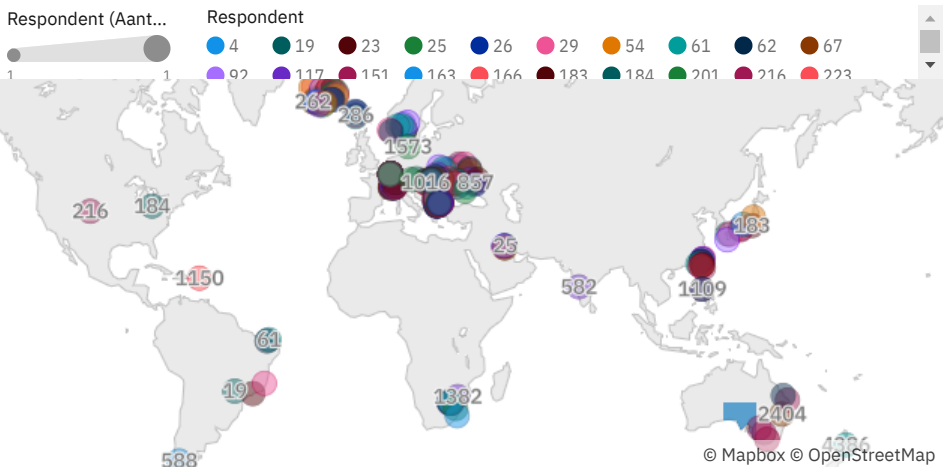 Respondent (Aant...
Respondent
1 1
4 19 23 25 26 29 54 61 62 67
92 117 151 163 166 183 184 201 216 223
262
286
1573
1016 857
216 184 183
25
1150 582 1109
61
19 1382
2404
588 4386
© Mapbox © OpenStreetMap